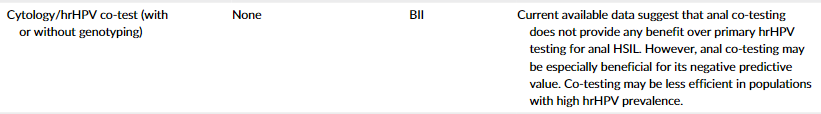 Cytology/hrHPV co-test (with
or without genotyping)
None
BII
Current available data suggest that anal co-testing
does not provide any benefit over primary hrHPV
testing for anal HSIL. However, anal co-testing may
be especially beneficial for its negative predictive
value. Co-testing may be less efficient in populations
with high hrHPV prevalence.